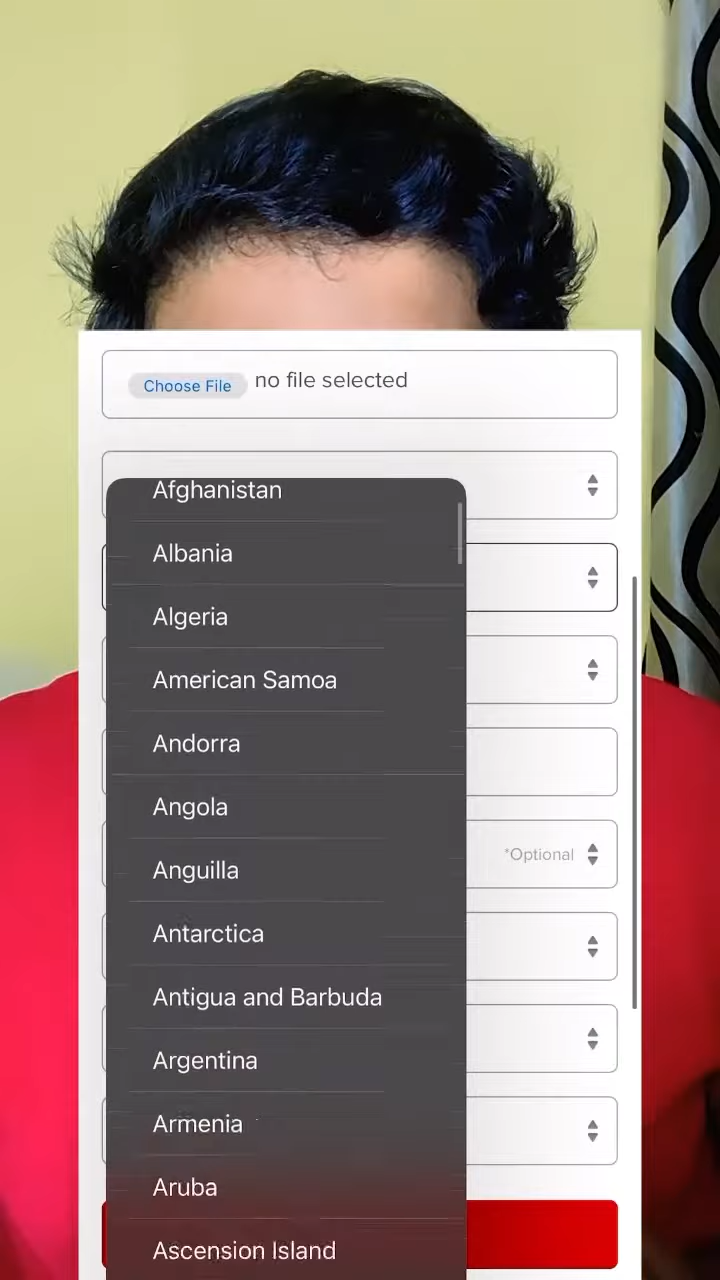 Choose File no file selected
Afghanistan
Albania
Algeria
American Samoa
Andorra
Angola
Anguilla
*Optional
Antarctica
Antigua and Barbuda
Argentina
Armenia
Aruba
Ascension Island